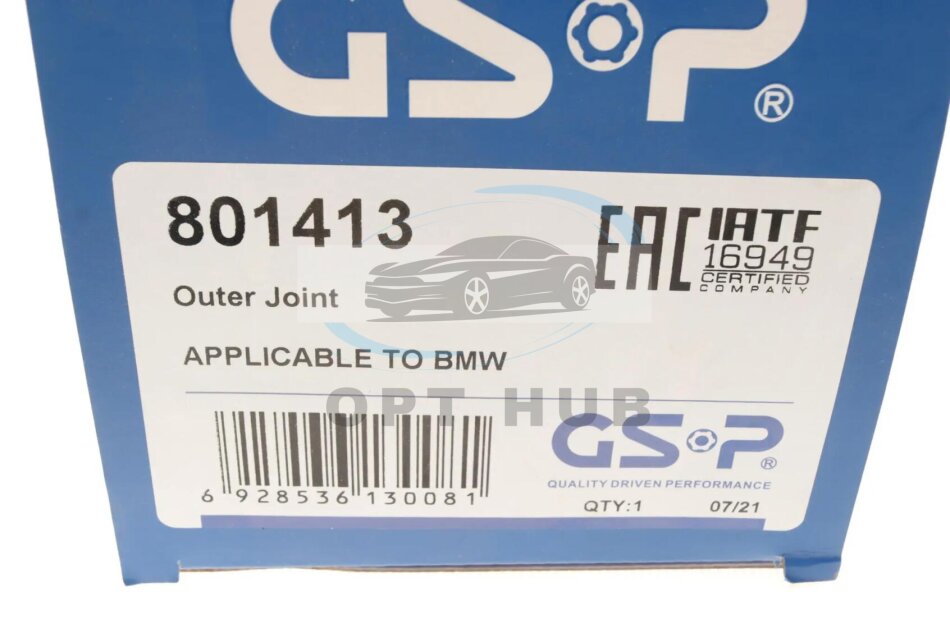 GSP®
801413
EAC
IATF
16949
CERTIFIED
COMPANY
Outer Joint
APPLICABLE TO BMW
OPT HUB
6 928536 130081
GSP®
QUALITY DRIVEN PERFORMANCE
QTY:1 07/21